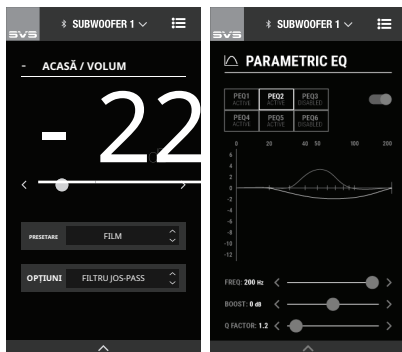 SVS
SUBWOOFER 1
- ACASĂ / VOLUM
- 22
PRESETARE
FILM
OPȚIUNI
FILTRU JOS-PASS
SVS
SUBWOOFER 1
PARAMETRIC EQ
PEQ1 PEQ2 PEQ3
ACTIVE ACTIVE DISABLED
PEQ4 PEQ5 PEQ6
ACTIVE ACTIVE DISABLED
0 20 40 50 100 200
6
4
2
0
-2
-4
-6
-8
-10
-12
FREQ: 200 Hz
BOOST: 0 dB
Q FACTOR: 1.2